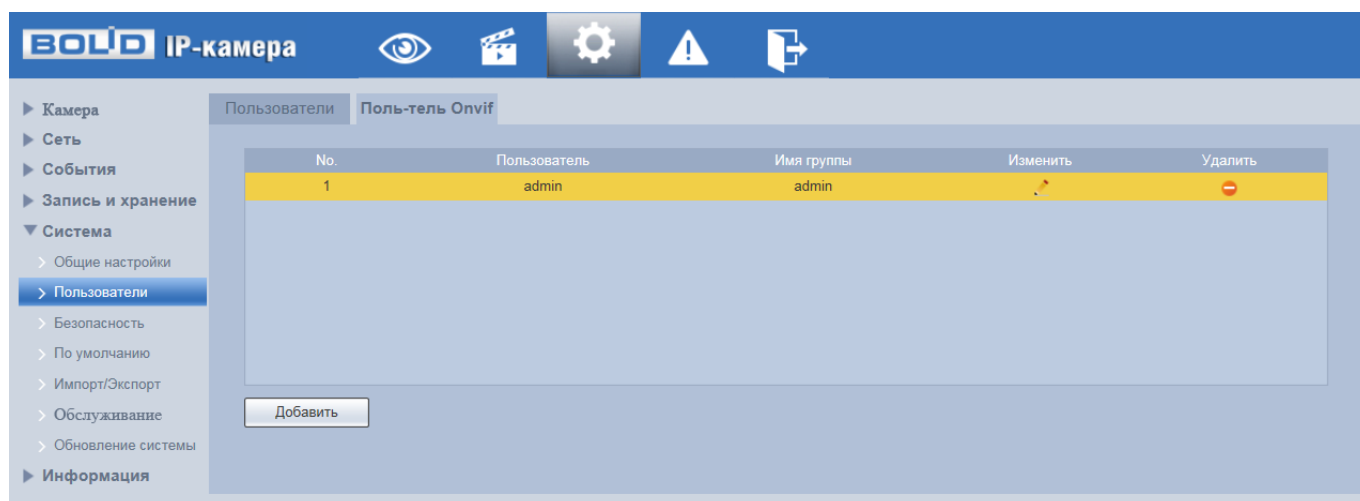 BOLID IP-камера
Камера
Сеть
События
Запись и хранение
Система
Общие настройки
Пользователи
Безопасность
По умолчанию
Импорт/Экспорт
Обслуживание
Обновление системы
Информация
Пользователи Поль-тель Onvif
No. Пользователь Имя группы Изменить Удалить
1 admin admin
Добавить